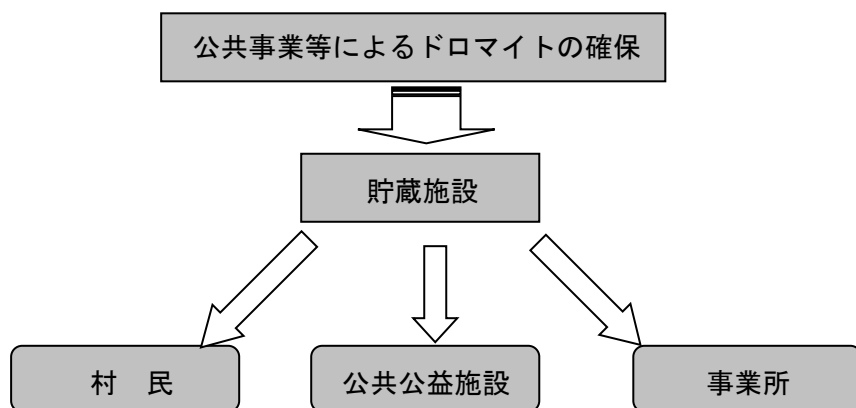 公共事業等によるドロマイトの確保
貯蔵施設
村　民
公共公益施設
事業所